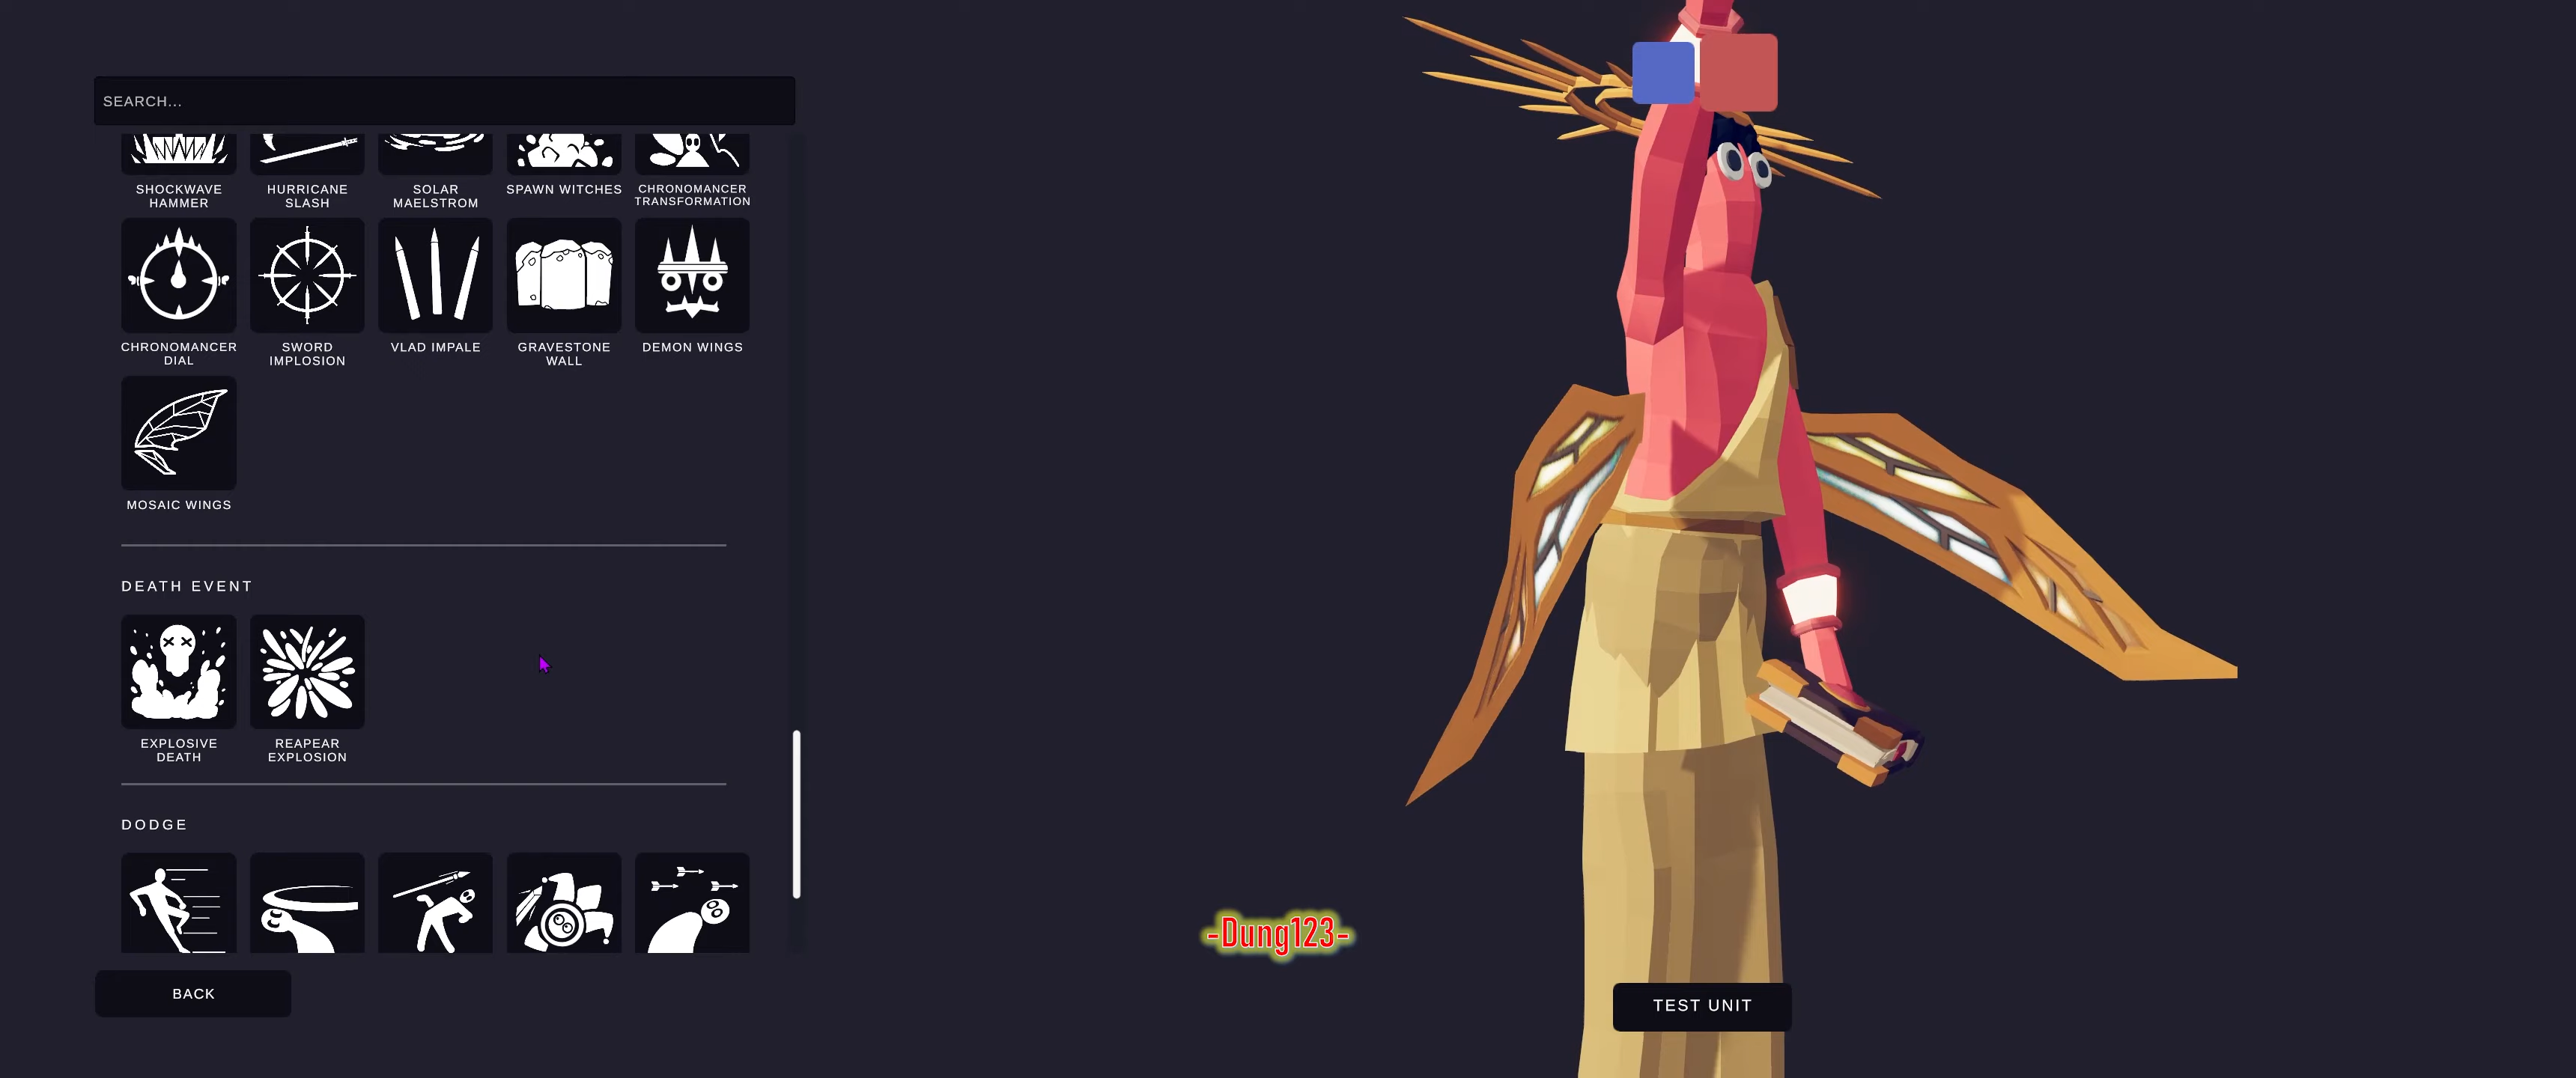 SEARCH...
SHOCKWAVE
HAMMER
HURRICANE
SLASH
SOLAR
MAELSTROM
SPAWN WITCHES
CHRONOMANCER
TRANSFORMATION
CHRONOMANCER
DIAL
SWORD
IMPLOSION
VLAD IMPALE
GRAVESTONE
WALL
DEMON WINGS
MOSAIC WINGS
DEATH EVENT
EXPLOSIVE
DEATH
REAPEAR
EXPLOSION
DODGE
BACK
-Dung123-
TEST UNIT